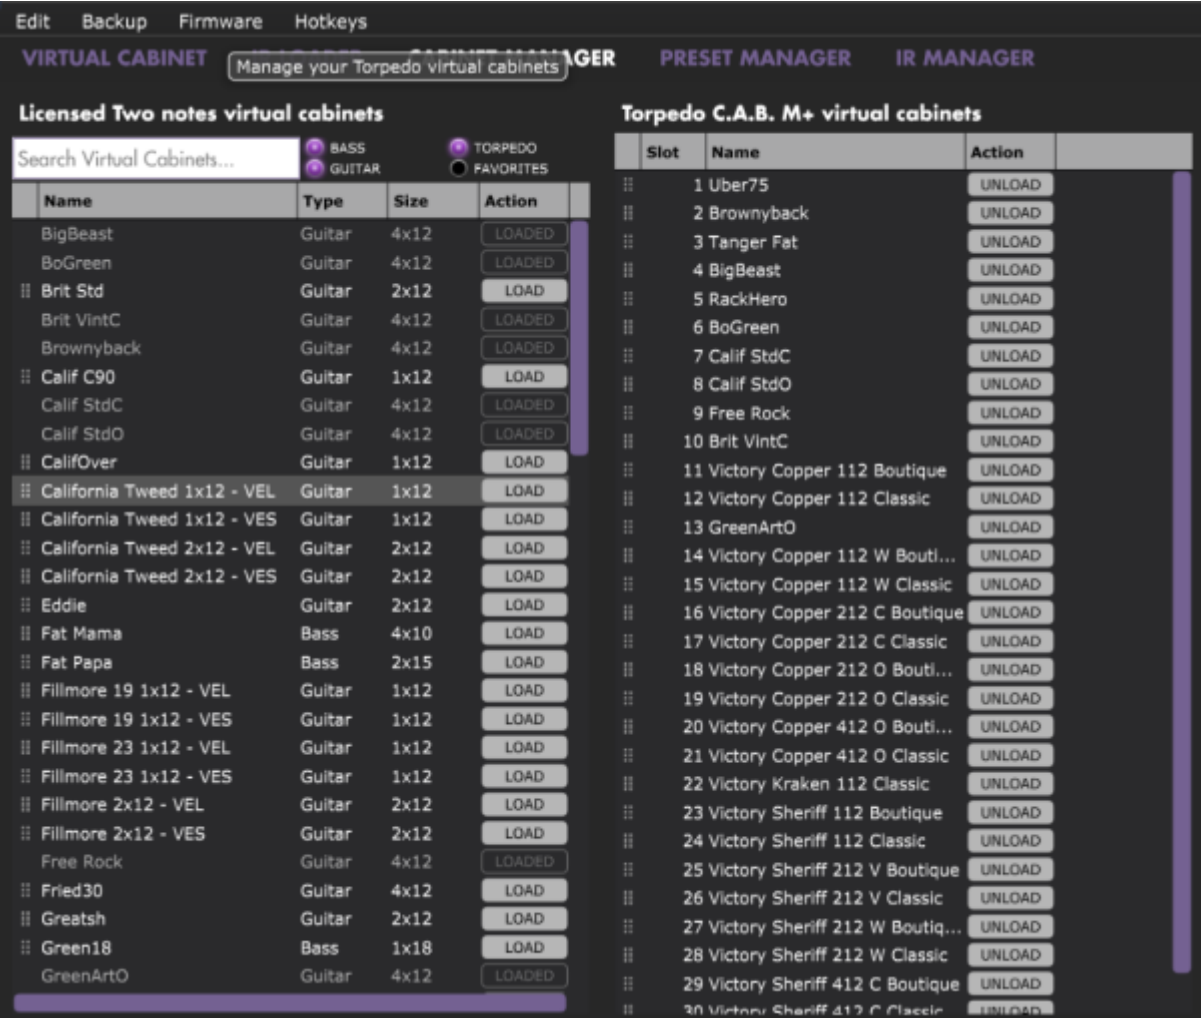 Edit Backup Firmware Hotkeys
VIRTUAL CABINET CABINET MANAGER PRESET MANAGER IR MANAGER
Manage your Torpedo virtual cabinets
Licensed Two notes virtual cabinets
Search Virtual Cabinets...
BASS TORPEDO
GUITAR FAVORITES
Name Type Size Action
BigBeast Guitar 4x12 LOADED
BoGreen Guitar 4x12 LOADED
Brit Std Guitar 2x12 LOAD
Brit VintC Guitar 4x12 LOADED
Brownyback Guitar 4x12 LOADED
Calif C90 Guitar 1x12 LOAD
Calif StdC Guitar 4x12 LOADED
Calif StdO Guitar 4x12 LOADED
CalifOver Guitar 1x12 LOAD
California Tweed 1x12 - VEL Guitar 1x12 LOAD
California Tweed 1x12 - VES Guitar 1x12 LOAD
California Tweed 2x12 - VEL Guitar 2x12 LOAD
California Tweed 2x12 - VES Guitar 2x12 LOAD
Eddie Guitar 2x12 LOAD
Fat Mama Bass 4x10 LOAD
Fat Papa Bass 2x15 LOAD
Fillmore 19 1x12 - VEL Guitar 1x12 LOAD
Fillmore 19 1x12 - VES Guitar 1x12 LOAD
Fillmore 23 1x12 - VEL Guitar 1x12 LOAD
Fillmore 23 1x12 - VES Guitar 1x12 LOAD
Fillmore 2x12 - VEL Guitar 2x12 LOAD
Fillmore 2x12 - VES Guitar 2x12 LOAD
Free Rock Guitar 4x12 LOADED
Fried30 Guitar 4x12 LOAD
Greatsh Guitar 2x12 LOAD
Green18 Bass 1x18 LOAD
GreenArtO Guitar 4x12 LOADED
Torpedo C.A.B. M+ virtual cabinets
Slot Name Action
1 Uber75 UNLOAD
2 Brownyback UNLOAD
3 Tanger Fat UNLOAD
4 BigBeast UNLOAD
5 RackHero UNLOAD
6 BoGreen UNLOAD
7 Calif StdC UNLOAD
8 Calif StdO UNLOAD
9 Free Rock UNLOAD
10 Brit VintC UNLOAD
11 Victory Copper 112 Boutique UNLOAD
12 Victory Copper 112 Classic UNLOAD
13 GreenArtO UNLOAD
14 Victory Copper 112 W Bouti... UNLOAD
15 Victory Copper 112 W Classic UNLOAD
16 Victory Copper 212 C Boutique UNLOAD
17 Victory Copper 212 C Classic UNLOAD
18 Victory Copper 212 O Bouti... UNLOAD
19 Victory Copper 212 O Classic UNLOAD
20 Victory Copper 412 O Bouti... UNLOAD
21 Victory Copper 412 O Classic UNLOAD
22 Victory Kraken 112 Classic UNLOAD
23 Victory Sheriff 112 Boutique UNLOAD
24 Victory Sheriff 112 Classic UNLOAD
25 Victory Sheriff 212 V Boutique UNLOAD
26 Victory Sheriff 212 V Classic UNLOAD
27 Victory Sheriff 212 W Boutiq... UNLOAD
28 Victory Sheriff 212 W Classic UNLOAD
29 Victory Sheriff 412 C Boutique UNLOAD
30 Victory Sheriff 412 C Classic UNLOAD